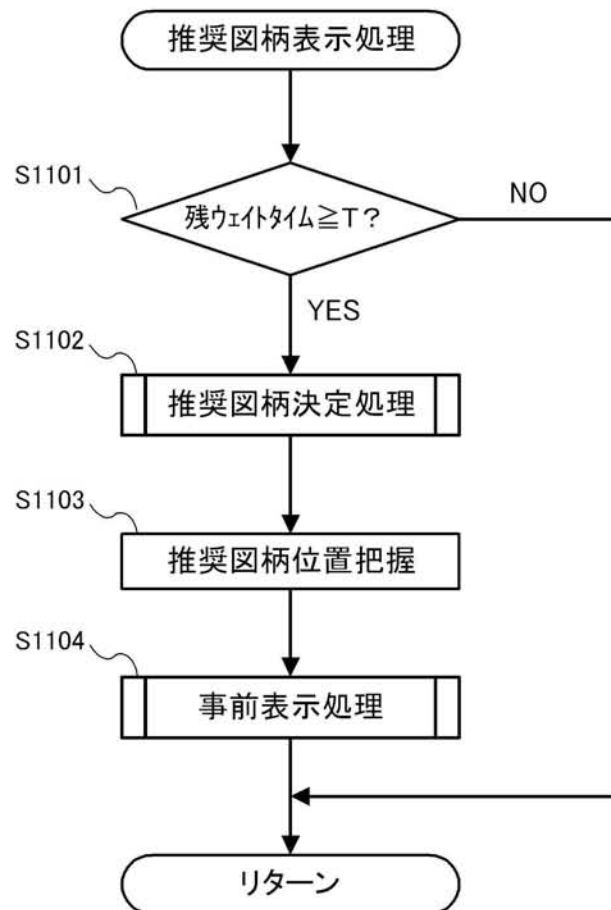 推奨図柄表示処理
S1101
残ウェイトタイム≧T?
NO
YES
S1102
推奨図柄決定処理
S1103
推奨図柄位置把握
S1104
事前表示処理
リターン